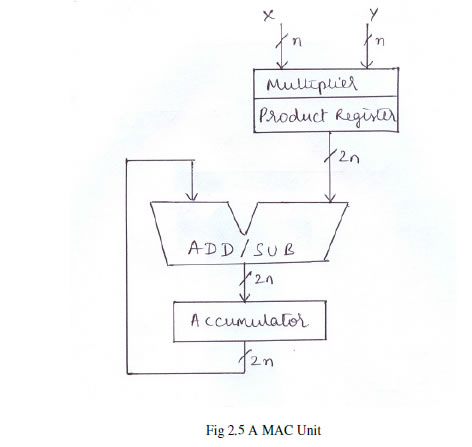 X Y
n n
Multiplier
Product Register
2n
ADD/SUB
2n
Accumulator
2n
Fig 2.5 A MAC Unit